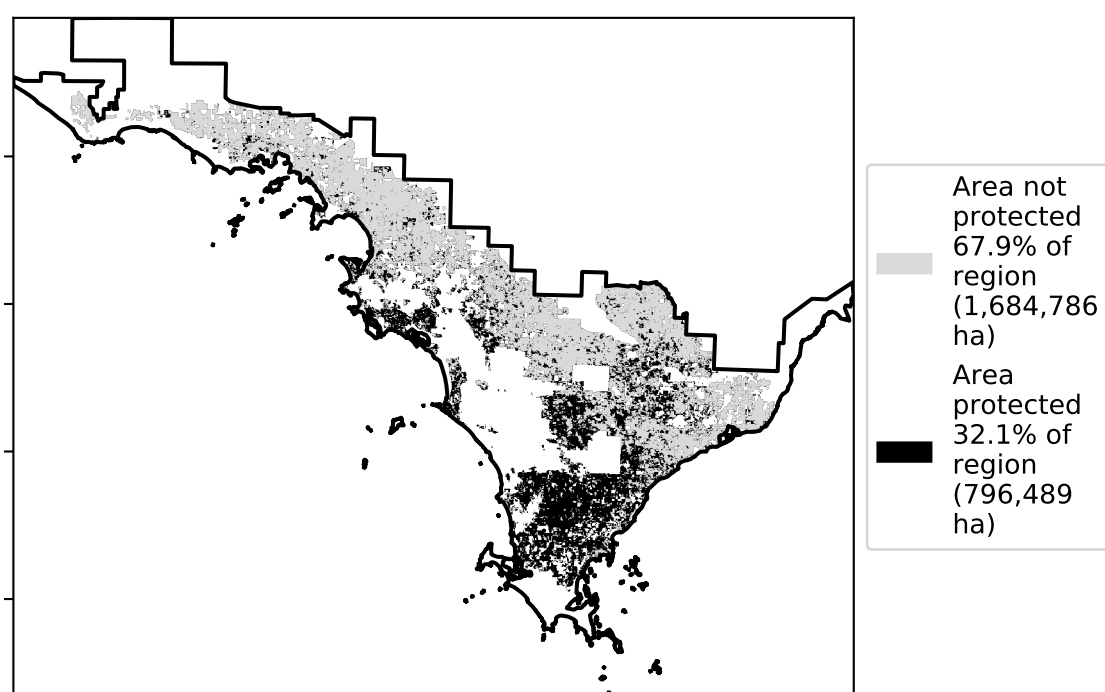 Area not
protected
67.9% of
region
(1,684,786
ha)
Area
protected
32.1% of
region
(796,489
ha)